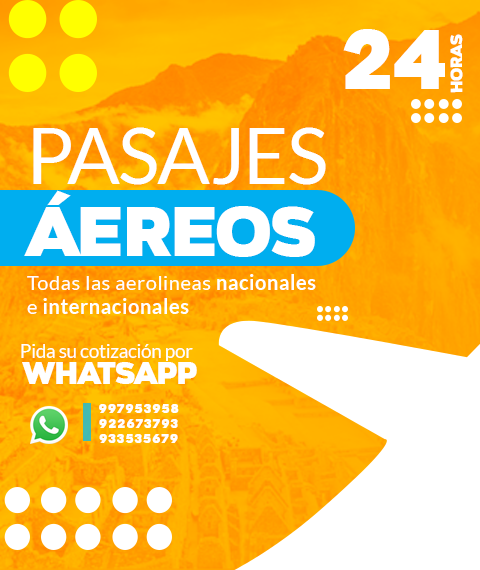 24
HORAS
PASAJES
ÁEREOS
Todas las aerolineas nacionales
e internacionales
Pida su cotización por
WHATSAPP
997953958
922673793
933535679